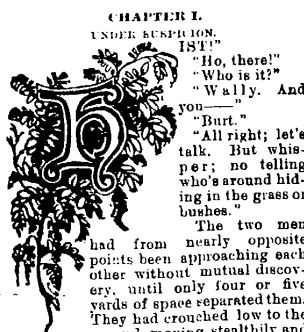 CHAPTER I.
UNDER SUSPICION.
HIST!"
"Ho, there!"
"Who is it?"
"Wally. And
you——"
"Burt."
"All right; let's
talk. But whis-
per; no telling
who's around hid-
ing in the grass or
bushes."
The two men
had from nearly opposite
points been approaching each
other without mutual discov-
ery, until only four or five
yards of space separated them.
They had crouched low to the
moving stealthily